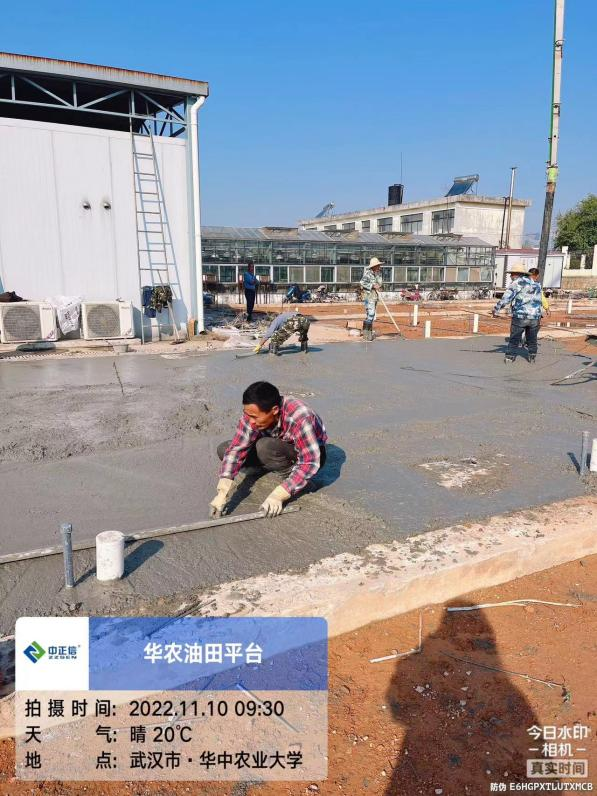 中正信®
ZZSEN
华农油田平台
拍摄时间: 2022.11.10 09:30
天气: 晴 20℃
地点: 武汉市·华中农业大学
今日水印
-相机-
真实时间
防伪 E6HGPXTLUTXMCB